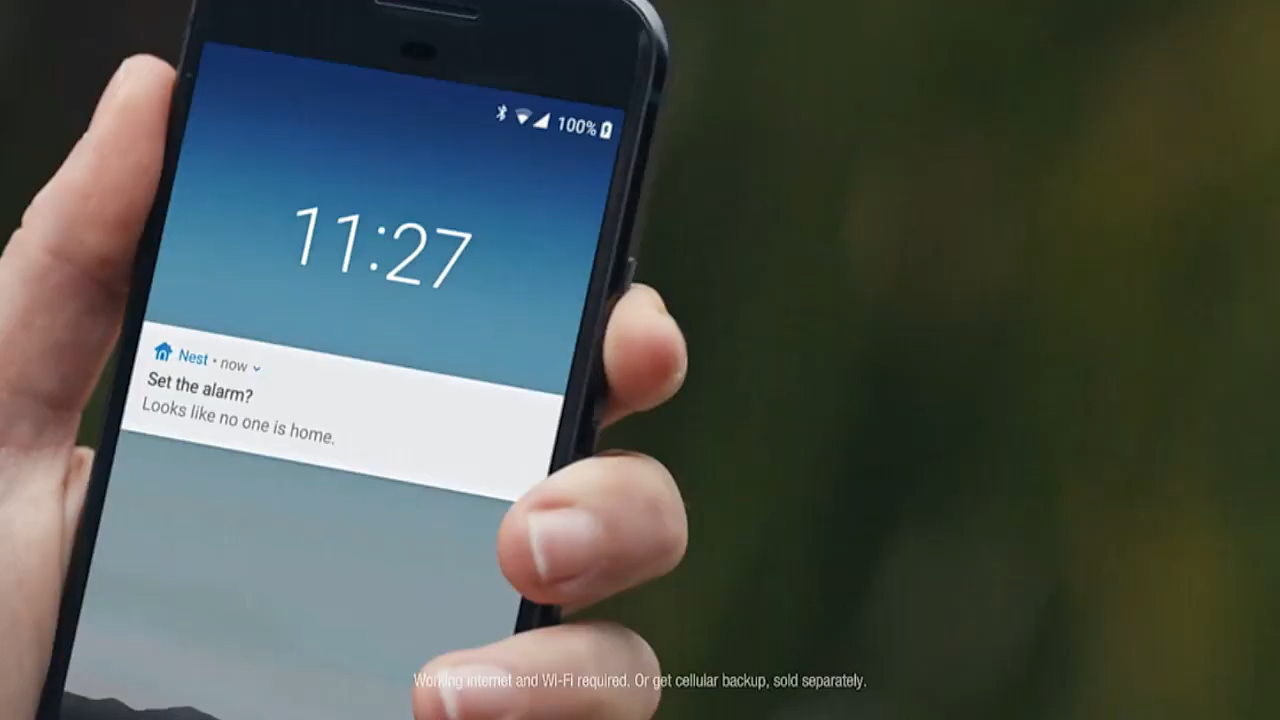 100%
11:27
Nest • now
Set the alarm?
Looks like no one is home.
Working internet and Wi-Fi required. Or get cellular backup, sold separately.